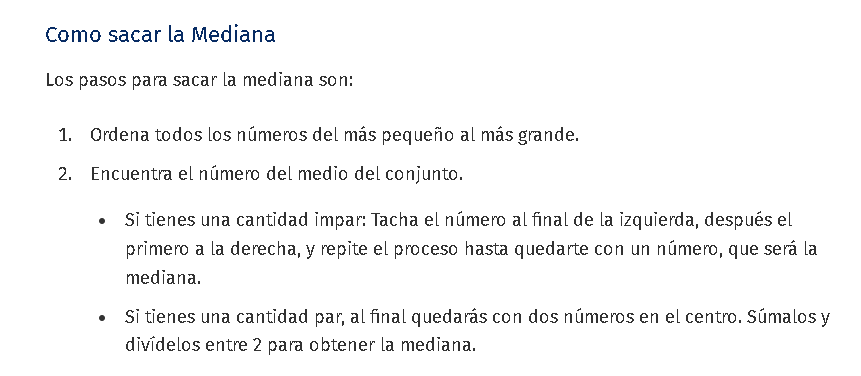 Como sacar la Mediana
Los pasos para sacar la mediana son:
1. Ordena todos los números del más pequeño al más grande.
2. Encuentra el número del medio del conjunto.
• Si tienes una cantidad impar: Tacha el número al final de la izquierda, después el
primero a la derecha, y repite el proceso hasta quedarte con un número, que será la
mediana.
• Si tienes una cantidad par, al final quedarás con dos números en el centro. Súmalos y
divídelos entre 2 para obtener la mediana.